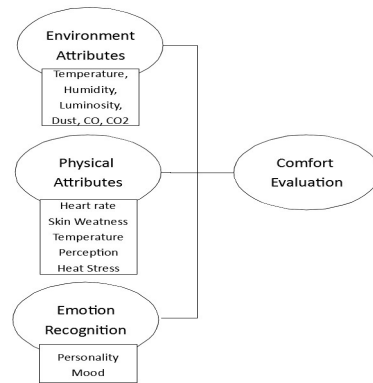 Environment
Attributes
Temperature,
Humidity,
Luminosity,
Dust, CO, CO2
Physical
Attributes
Heart rate
Skin Weatness
Temperature
Perception
Heat Stress
Emotion
Recognition
Personality
Mood
Comfort
Evaluation